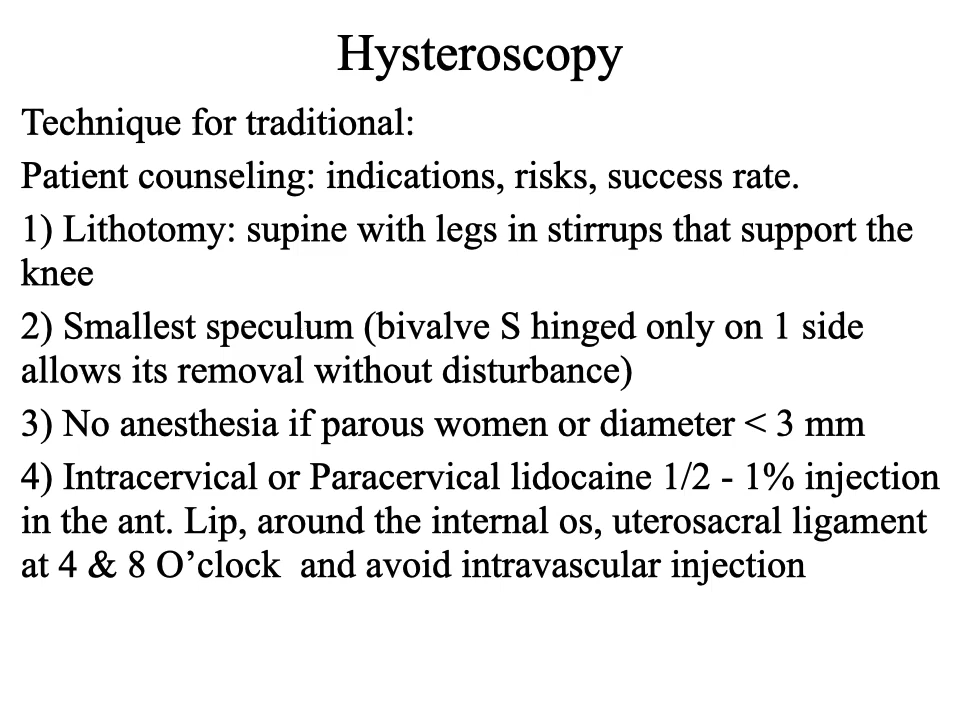 Hysteroscopy
Technique for traditional:
Patient counseling: indications, risks, success rate.
1) Lithotomy: supine with legs in stirrups that support the
knee
2) Smallest speculum (bivalve S hinged only on 1 side
allows its removal without disturbance)
3) No anesthesia if parous women or diameter < 3 mm
4) Intracervical or Paracervical lidocaine 1/2 - 1% injection
in the ant. Lip, around the internal os, uterosacral ligament
at 4 & 8 O’clock  and avoid intravascular injection